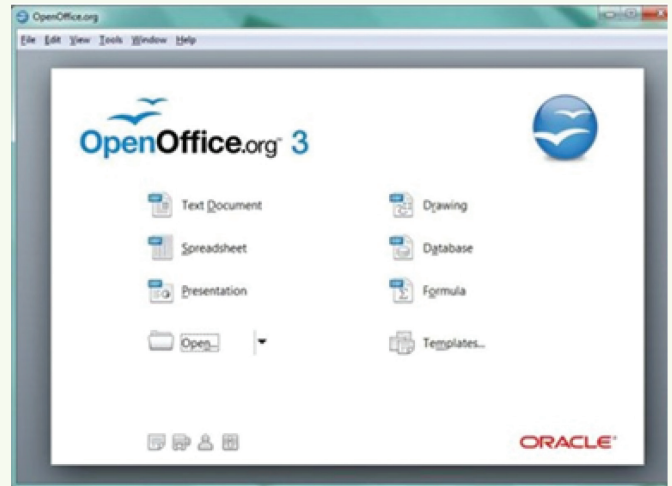 OpenOffice.org
File Edit View Tools Window Help
OpenOffice.org 3
Text Document
Drawing
Spreadsheet
Database
Presentation
Formula
Open...
Templates...
ORACLE